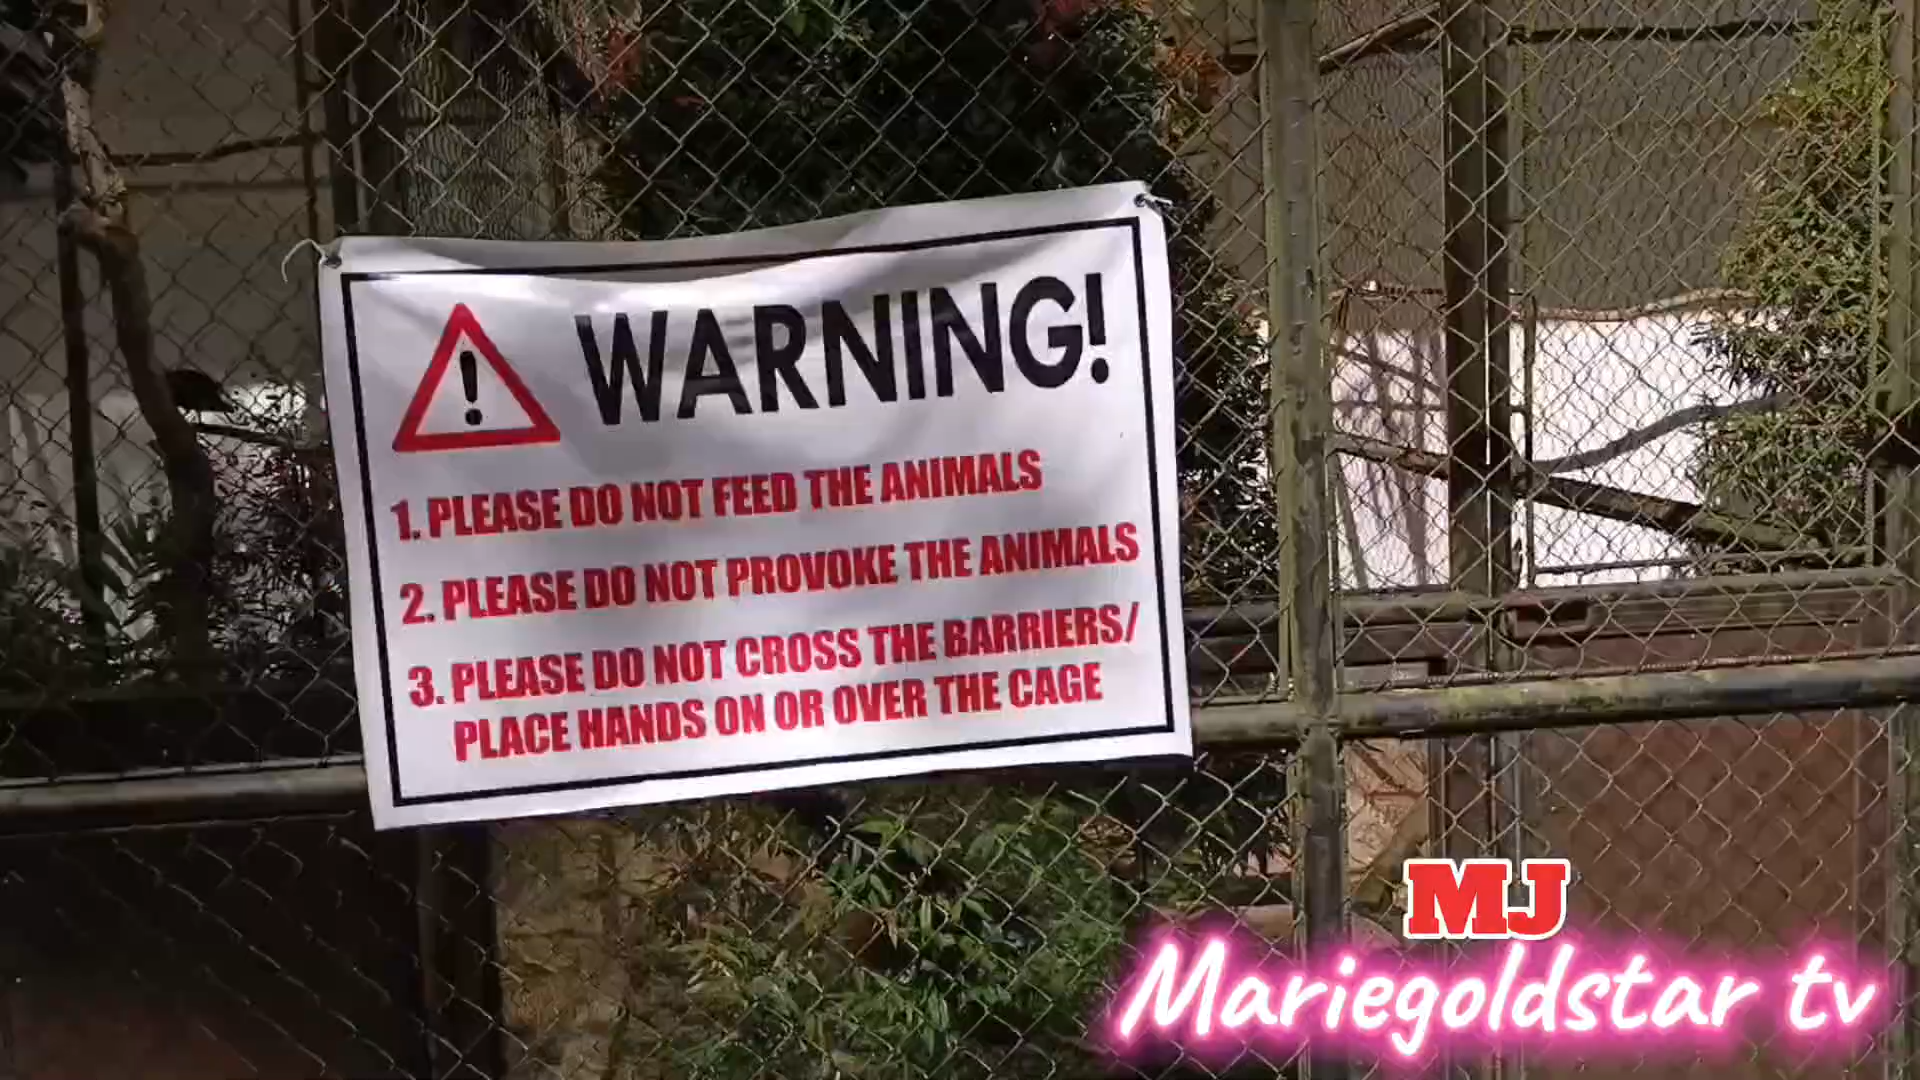 WARNING!
1. PLEASE DO NOT FEED THE ANIMALS
2. PLEASE DO NOT PROVOKE THE ANIMALS
3. PLEASE DO NOT CROSS THE BARRIERS/
PLACE HANDS ON OR OVER THE CAGE
MJ
Mariegoldstar tv